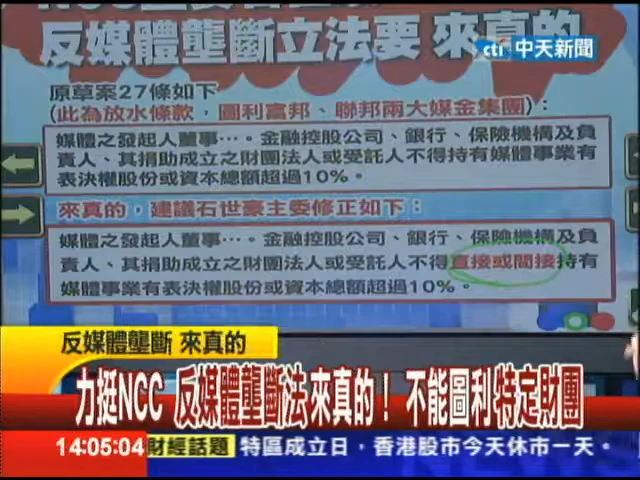 反媒體壟斷立法要 來真的
cti 中天新聞
原草案27條如下
(此為放水條款，圖利富邦、聯邦兩大媒金集團)：
媒體之發起人董事…。金融控股公司、銀行、保險機構及負
責人、其捐助成立之財團法人或受託人不得持有媒體事業有
表決權股份或資本總額超過10%。
來真的，建議石世豪主委修正如下：
媒體之發起人董事…。金融控股公司、銀行、保險機構及負
責人、其捐助成立之財團法人或受託人不得直接或間接持有
媒體事業有表決權股份或資本總額超過10%。
反媒體壟斷 來真的
力挺NCC 反媒體壟斷法來真的！ 不能圖利特定財團
14:05:04 財經話題 特區成立日，香港股市今天休市一天。